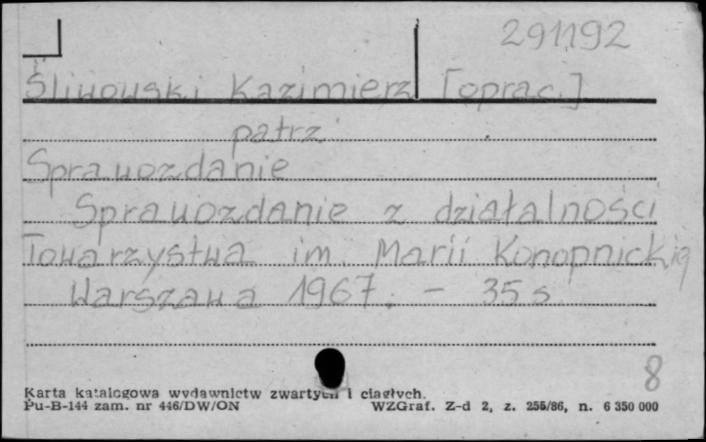 291192
Śliwowski Kazimierz [oprac.]
patrz
Sprawozdanie
Sprawozdanie z działalności
Towarzystwa im. Marii Konopnickiej
Warszawa 1967. - 35 s
8
Karta katalogowa wydawnictw zwartych i ciągłych.
Pu-B-144 zam. nr 446/DW/ON WZGraf. Z-d 2, z. 255/86, n. 6 350 000